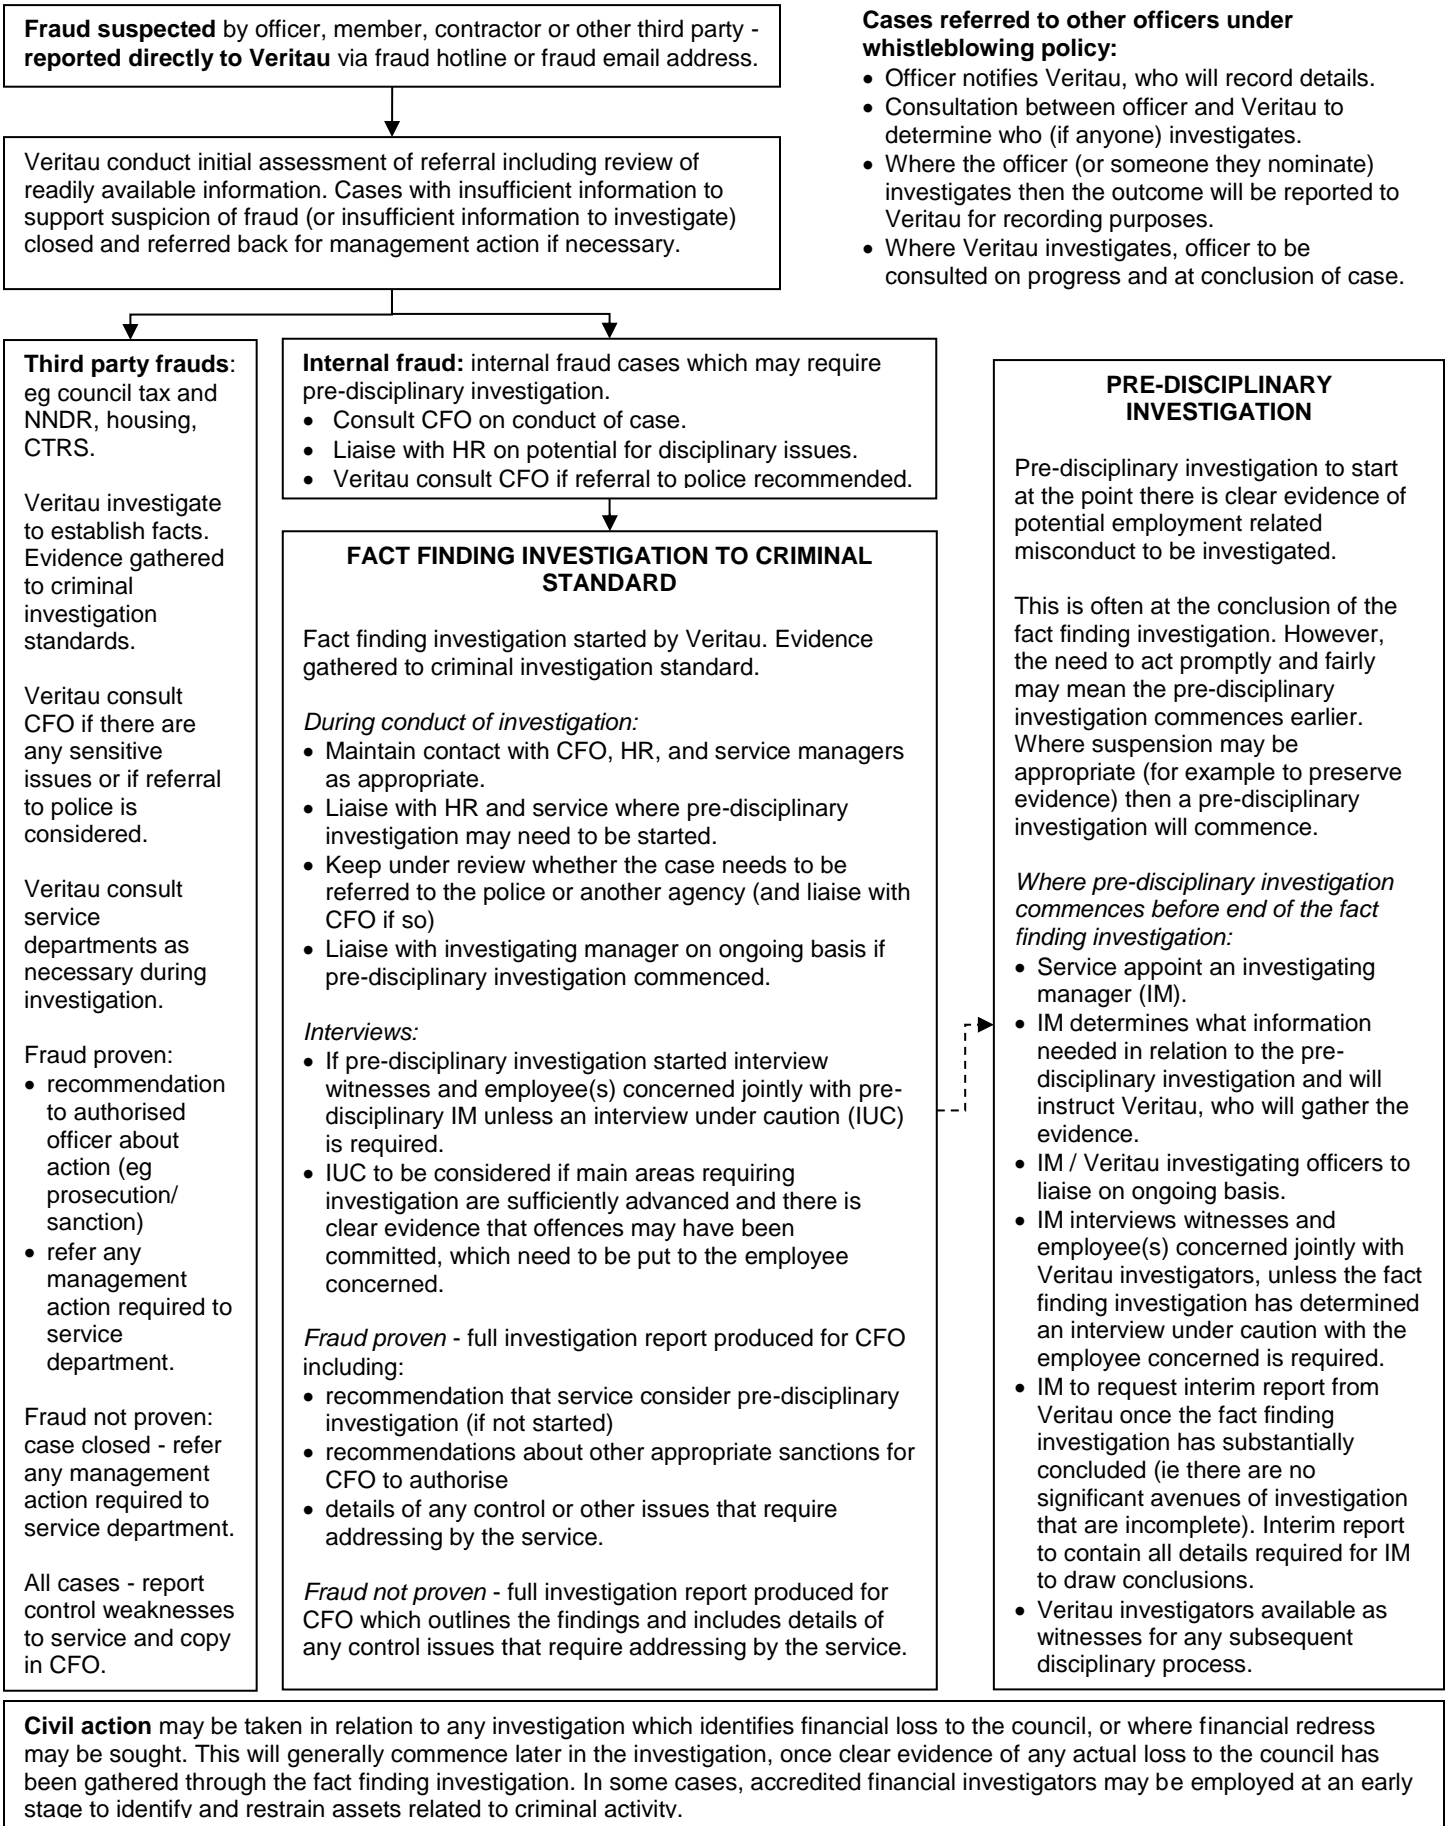 Fraud suspected by officer, member, contractor or other third party -
reported directly to Veritau via fraud hotline or fraud email address.
Cases referred to other officers under
whistleblowing policy:
• Officer notifies Veritau, who will record details.
• Consultation between officer and Veritau to
determine who (if anyone) investigates.
• Where the officer (or someone they nominate)
investigates then the outcome will be reported to
Veritau for recording purposes.
• Where Veritau investigates, officer to be
consulted on progress and at conclusion of case.
Veritau conduct initial assessment of referral including review of
readily available information. Cases with insufficient information to
support suspicion of fraud (or insufficient information to investigate)
closed and referred back for management action if necessary.
Third party frauds:
eg council tax and
NNDR, housing,
CTRS.
Veritau investigate
to establish facts.
Evidence gathered
to criminal
investigation
standards.
Veritau consult
CFO if there are
any sensitive
issues or if referral
to police is
considered.
Veritau consult
service
departments as
necessary during
investigation.
Fraud proven:
• recommendation
to authorised
officer about
action (eg
prosecution/
sanction)
• refer any
management
action required to
service
department.
Fraud not proven:
case closed - refer
any management
action required to
service department.
All cases - report
control weaknesses
to service and copy
in CFO.
Internal fraud: internal fraud cases which may require
pre-disciplinary investigation.
• Consult CFO on conduct of case.
• Liaise with HR on potential for disciplinary issues.
• Veritau consult CFO if referral to police recommended.
FACT FINDING INVESTIGATION TO CRIMINAL
STANDARD
Fact finding investigation started by Veritau. Evidence
gathered to criminal investigation standard.
During conduct of investigation:
• Maintain contact with CFO, HR, and service managers
as appropriate.
• Liaise with HR and service where pre-disciplinary
investigation may need to be started.
• Keep under review whether the case needs to be
referred to the police or another agency (and liaise with
CFO if so)
• Liaise with investigating manager on ongoing basis if
pre-disciplinary investigation commenced.
Interviews:
• If pre-disciplinary investigation started interview
witnesses and employee(s) concerned jointly with pre-
disciplinary IM unless an interview under caution (IUC)
is required.
• IUC to be considered if main areas requiring
investigation are sufficiently advanced and there is
clear evidence that offences may have been
committed, which need to be put to the employee
concerned.
Fraud proven - full investigation report produced for CFO
including:
• recommendation that service consider pre-disciplinary
investigation (if not started)
• recommendations about other appropriate sanctions for
CFO to authorise
• details of any control or other issues that require
addressing by the service.
Fraud not proven - full investigation report produced for
CFO which outlines the findings and includes details of
any control issues that require addressing by the service.
PRE-DISCIPLINARY
INVESTIGATION
Pre-disciplinary investigation to start
at the point there is clear evidence of
potential employment related
misconduct to be investigated.
This is often at the conclusion of the
fact finding investigation. However,
the need to act promptly and fairly
may mean the pre-disciplinary
investigation commences earlier.
Where suspension may be
appropriate (for example to preserve
evidence) then a pre-disciplinary
investigation will commence.
Where pre-disciplinary investigation
commences before end of the fact
finding investigation:
• Service appoint an investigating
manager (IM).
• IM determines what information
needed in relation to the pre-
disciplinary investigation and will
instruct Veritau, who will gather the
evidence.
• IM / Veritau investigating officers to
liaise on ongoing basis.
• IM interviews witnesses and
employee(s) concerned jointly with
Veritau investigators, unless the fact
finding investigation has determined
an interview under caution with the
employee concerned is required.
• IM to request interim report from
Veritau once the fact finding
investigation has substantially
concluded (ie there are no
significant avenues of investigation
that are incomplete). Interim report
to contain all details required for IM
to draw conclusions.
• Veritau investigators available as
witnesses for any subsequent
disciplinary process.
Civil action may be taken in relation to any investigation which identifies financial loss to the council, or where financial redress
may be sought. This will generally commence later in the investigation, once clear evidence of any actual loss to the council has
been gathered through the fact finding investigation. In some cases, accredited financial investigators may be employed at an early
stage to identify and restrain assets related to criminal activity.